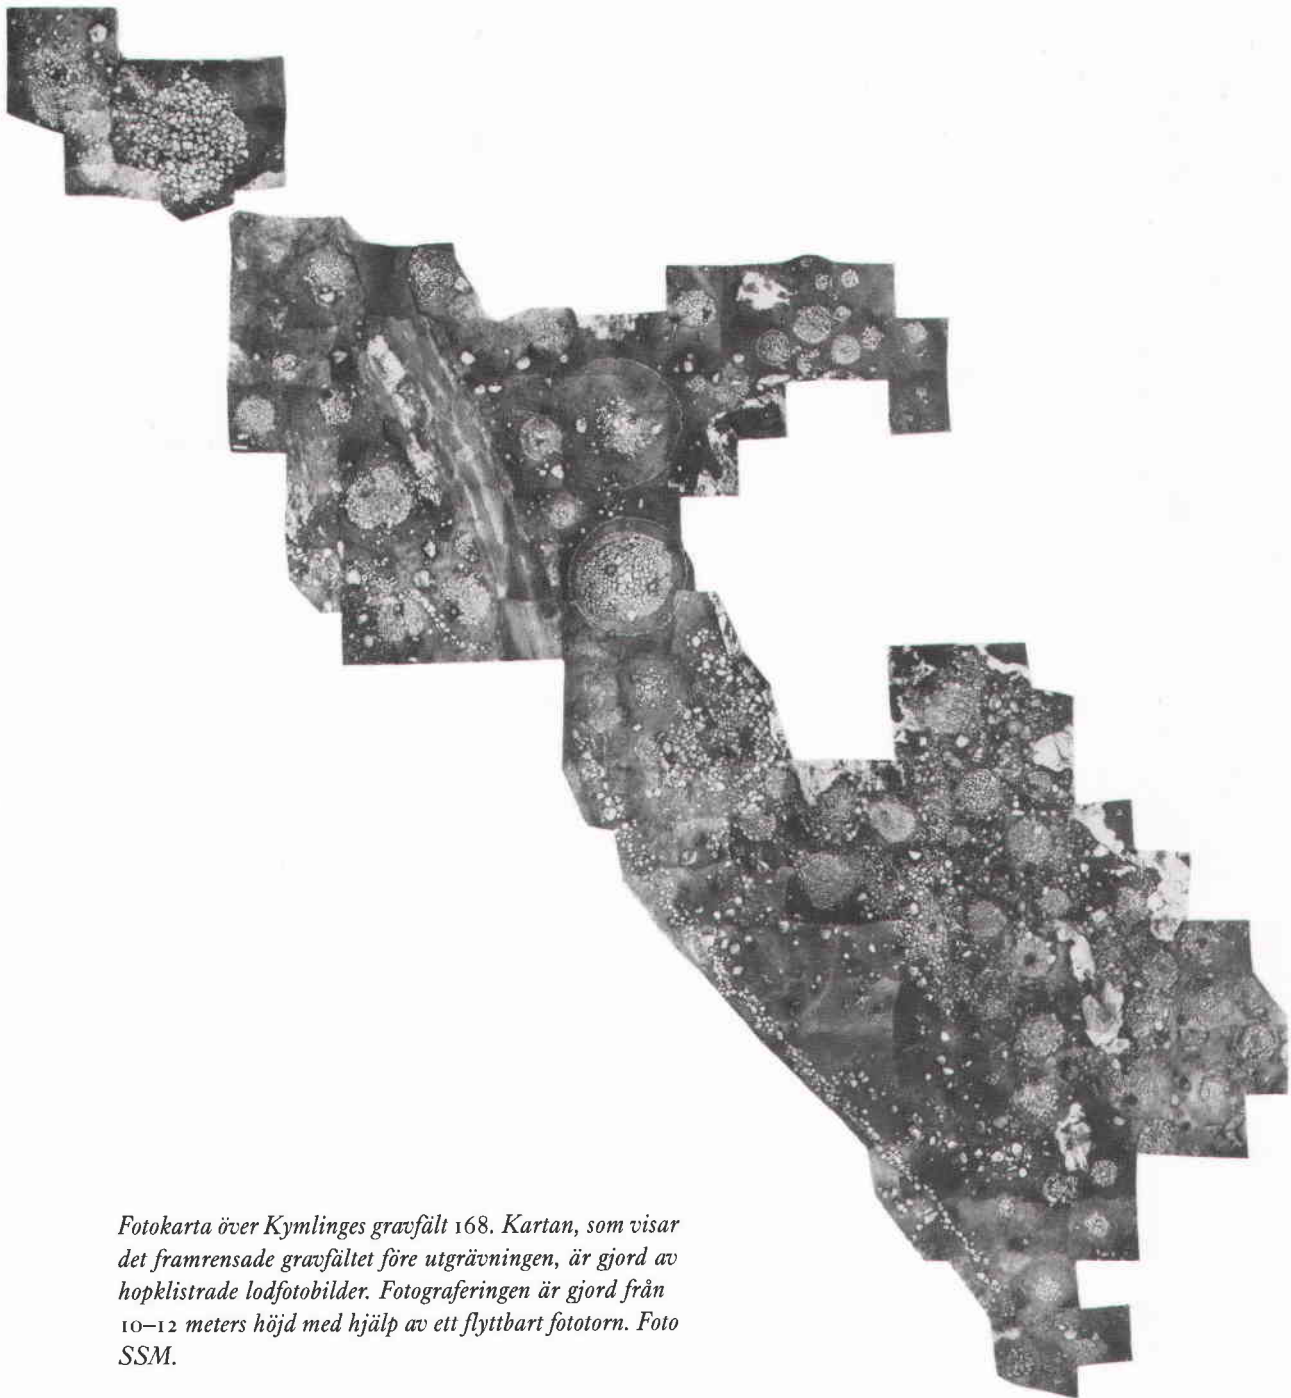 Fotokarta över Kymlinges gravfält 168. Kartan, som visar
det framrensade gravfältet före utgrävningen, är gjord av
hopklistrade lodfotobilder. Fotograferingen är gjord från
10–12 meters höjd med hjälp av ett flyttbart fototorn. Foto
SSM.